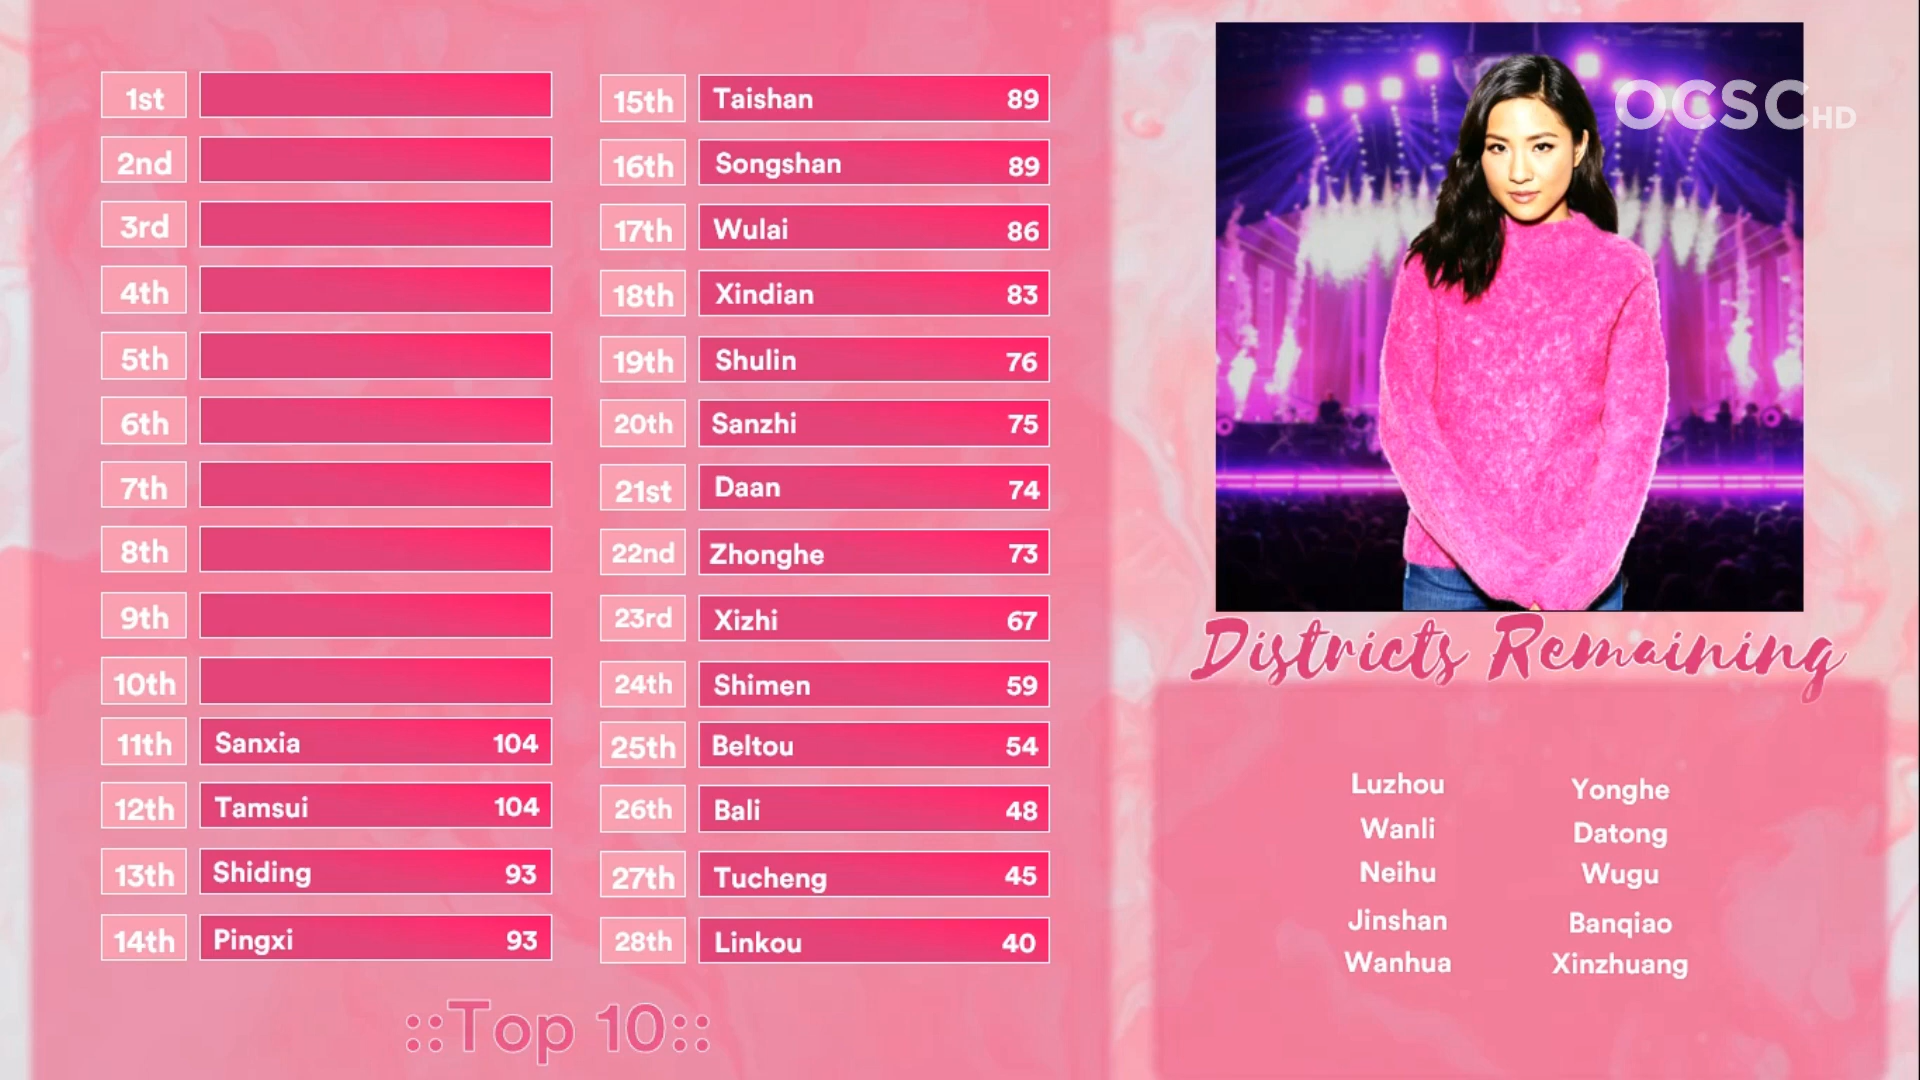 1st
2nd
3rd
4th
5th
6th
7th
8th
9th
10th
11th Sanxia 104
12th Tamsui 104
13th Shiding 93
14th Pingxi 93
15th Taishan 89
16th Songshan 89
17th Wulai 86
18th Xindian 83
19th Shulin 76
20th Sanzhi 75
21st Daan 74
22nd Zhonghe 73
23rd Xizhi 67
24th Shimen 59
25th Beltou 54
26th Bali 48
27th Tucheng 45
28th Linkou 40
::Top 10::
OCSC HD
Districts Remaining
Luzhou
Wanli
Neihu
Jinshan
Wanhua
Yonghe
Datong
Wugu
Banqiao
Xinzhuang